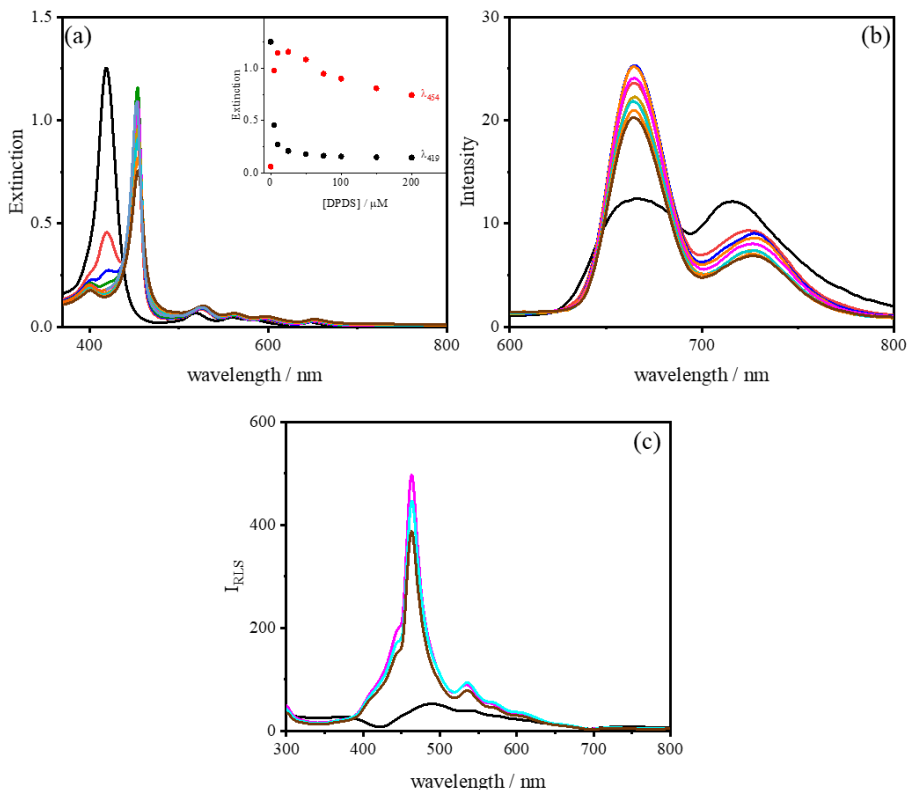 (a)
1.5
1.0
0.5
0.0
Extinction
400
600
800
wavelength / nm
1.0
0.5
0.0
Extinction
0
100
200
[DPDS] / μM
λ454
λ419
(b)
30
20
10
0
Intensity
600
700
800
wavelength / nm
(c)
600
400
200
0
IRLS
300
400
500
600
700
800
wavelength / nm